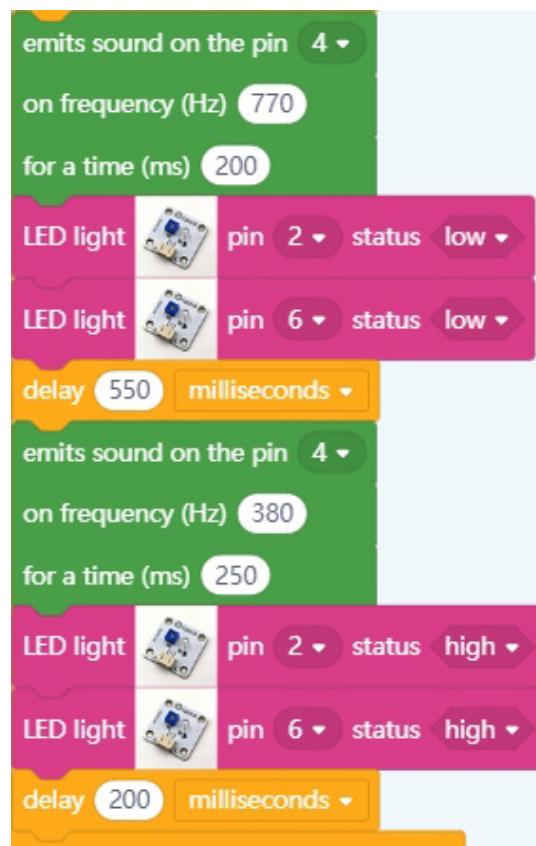 emits sound on the pin 4
on frequency (Hz) 770
for a time (ms) 200
LED light pin 2 status low
LED light pin 6 status low
delay 550 milliseconds
emits sound on the pin 4
on frequency (Hz) 380
for a time (ms) 250
LED light pin 2 status high
LED light pin 6 status high
delay 200 milliseconds